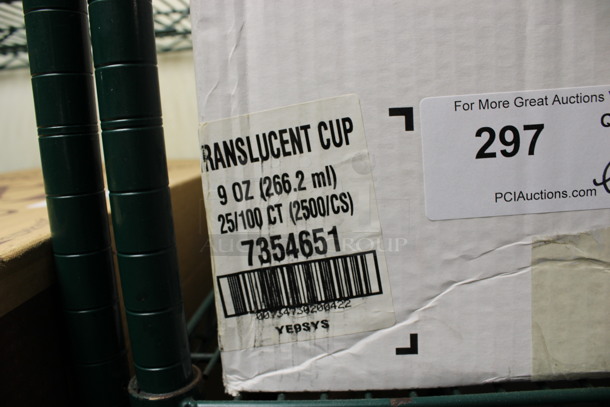 TRANSLUCENT CUP
9 OZ (266.2 ml)
25/100 CT (2500/CS)
7354651
YE9SYS
For More Great Auctions
297
PCIAuctions.com